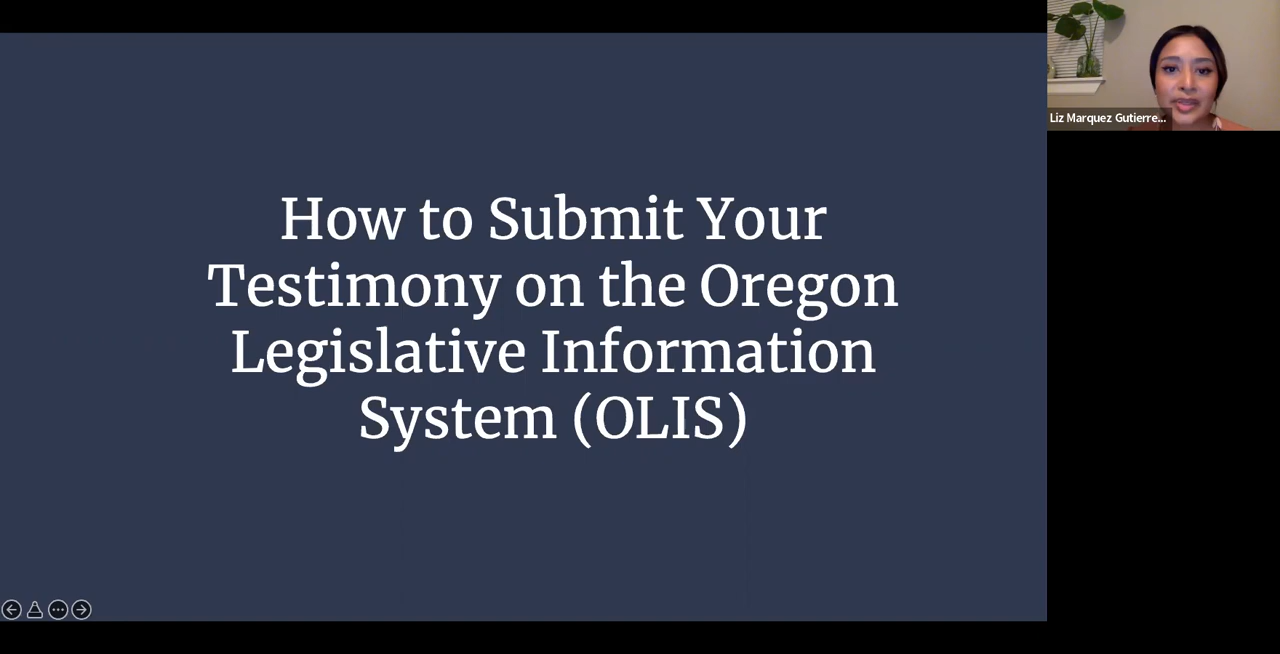 How to Submit Your
Testimony on the Oregon
Legislative Information
System (OLIS)
Liz Marquez Gutierre...